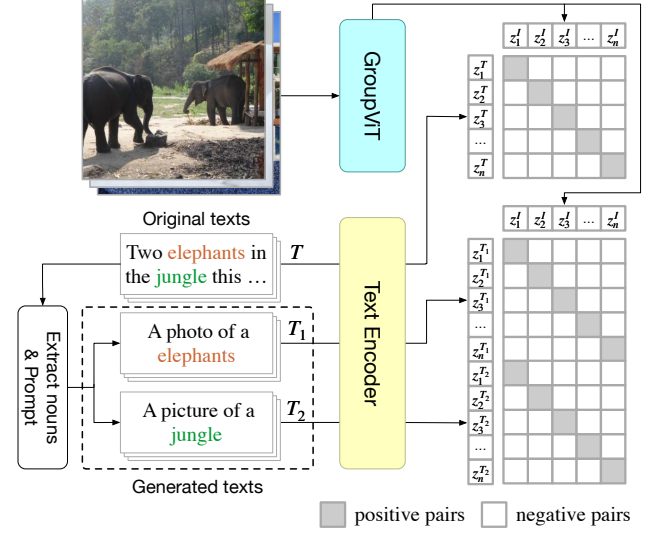 GroupViT
z₁ᴵ z₂ᴵ z₃ᴵ ... zₙᴵ
z₁ᵀ
z₂ᵀ
z₃ᵀ
...
zₙᵀ
Original texts
Two elephants in
the jungle this ...
T
Text Encoder
Extract nouns
& Prompt
A photo of a
elephants
T₁
A picture of a
jungle
T₂
Generated texts
z₁ᴵ z₂ᴵ z₃ᴵ ... zₙᴵ
z₁ᵀ¹
z₂ᵀ¹
z₃ᵀ¹
...
zₙᵀ¹
z₁ᵀ²
z₂ᵀ²
z₃ᵀ²
...
zₙᵀ²
positive pairs
negative pairs